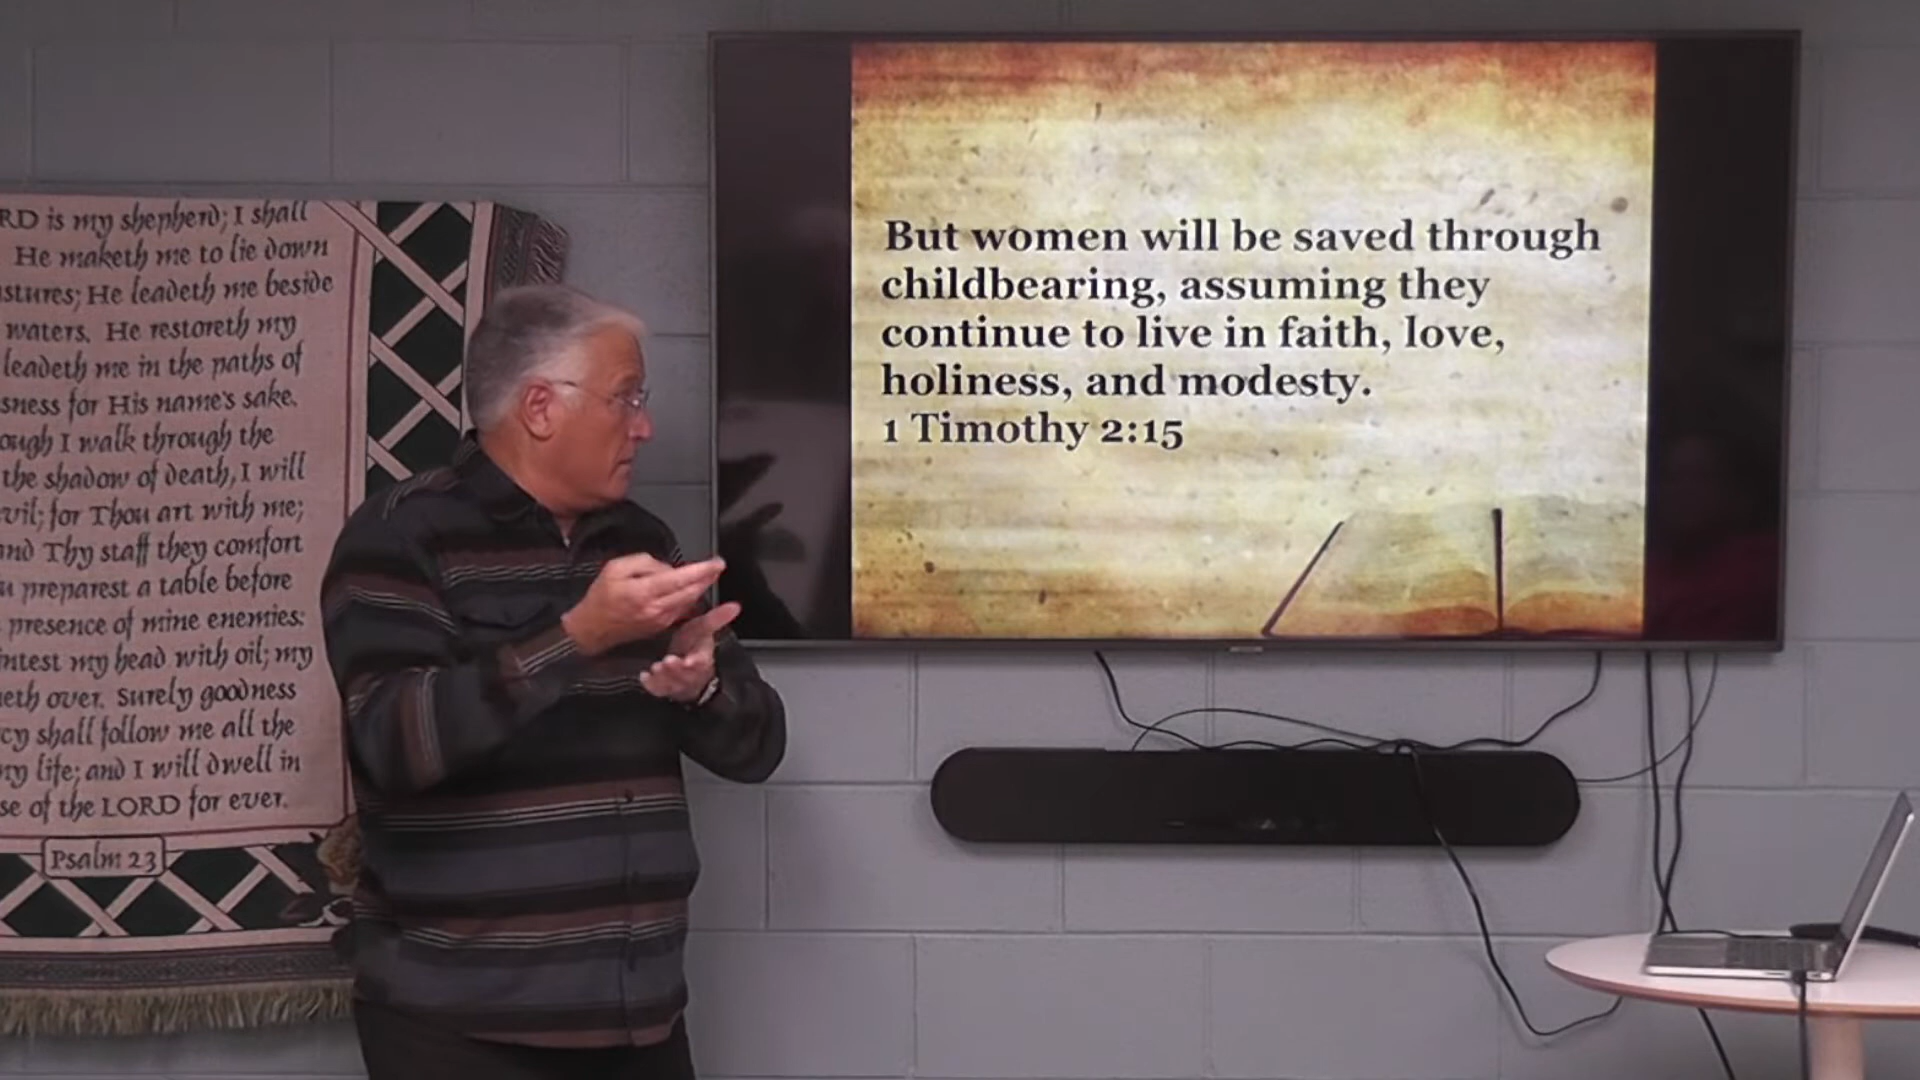 RD is my shepherd; I shall
He maketh me to lie down
stures; He leadeth me beside
waters. He restoreth my
leadeth me in the paths of
sness for His name's sake.
ough I walk through the
the shadow of death, I will
vil; for Thou art with me;
and Thy staff they comfort
u preparest a table before
presence of mine enemies:
intest my head with oil; my
eth over. Surely goodness
cy shall follow me all the
my life; and I will dwell in
se of the LORD for ever.
Psalm 23
But women will be saved through
childbearing, assuming they
continue to live in faith, love,
holiness, and modesty.
1 Timothy 2:15